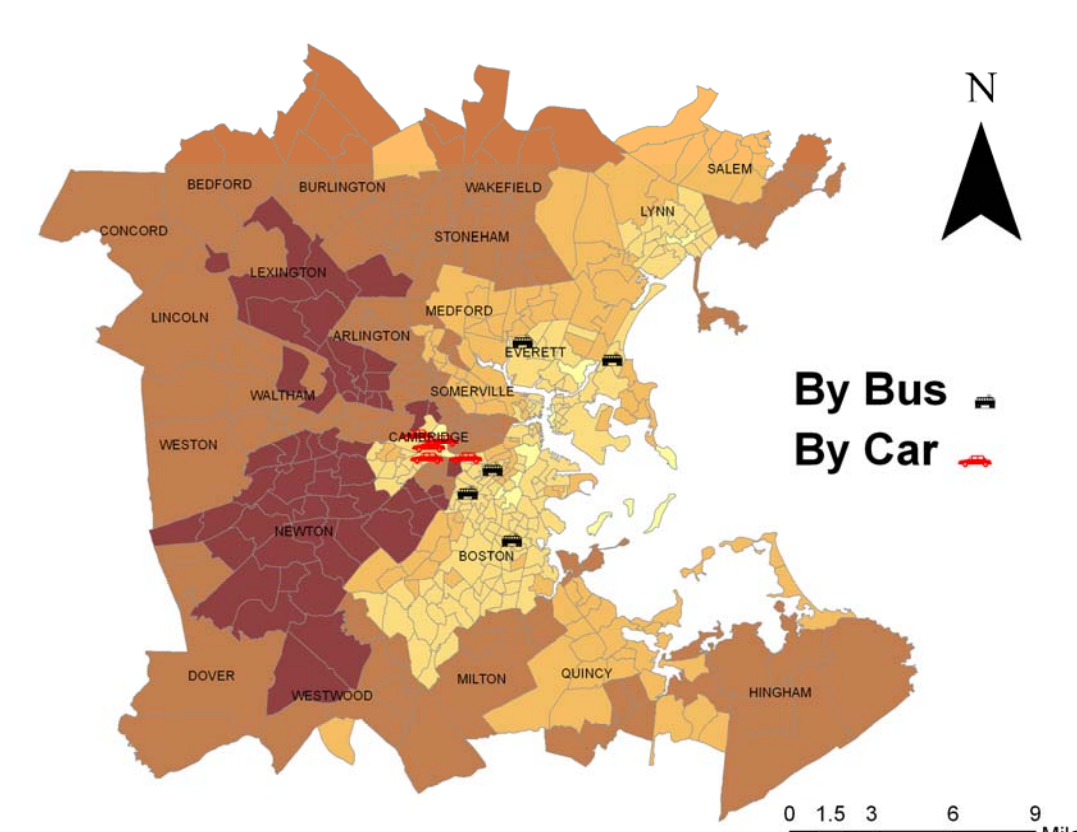 N
SALEM
BEDFORD
BURLINGTON
WAKEFIELD
LYNN
CONCORD
STONEHAM
LEXINGTON
LINCOLN
MEDFORD
ARLINGTON
EVERETT
By Bus
WALTHAM
SOMERVILLE
WESTON
CAMBRIDGE
By Car
NEWTON
BOSTON
DOVER
WESTWOOD
MILTON
QUINCY
HINGHAM
0 1.5 3 6 9